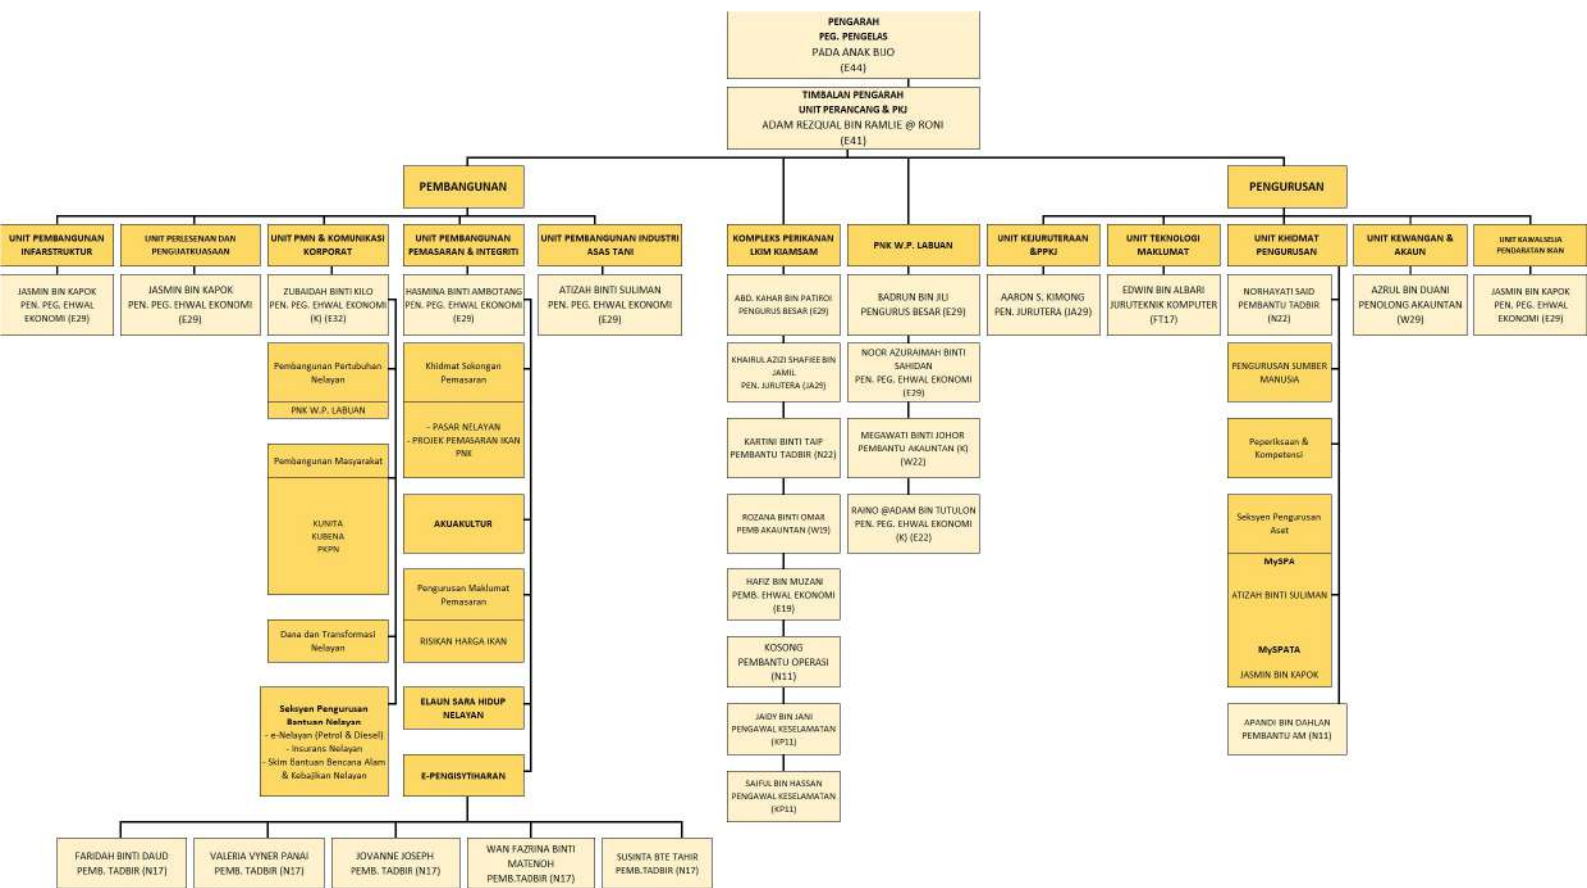 PENGARAH
PEG. PENGELAS
PADA ANAK BIJO
(E44)
TIMBALAN PENGARAH
UNIT PERANCANG & PKJ
ADAM REZQUAL BIN RAMLIE @ RONI
(E41)
PEMBANGUNAN
PENGURUSAN
UNIT PEMBANGUNAN
INFARSTRUKTUR
JASMIN BIN KAPOK
PEN. PEG. EHWAL
EKONOMI (E29)
UNIT PERLESENAN DAN
PENGUATKUASAAN
JASMIN BIN KAPOK
PEN. PEG. EHWAL EKONOMI
(E29)
UNIT PMN & KOMUNIKASI
KORPORAT
ZUBAIDAH BINTI KILO
PEN. PEG. EHWAL EKONOMI
(K) (E32)
Pembangunan Pertubuhan
Nelayan
PNK W.P. LABUAN
Pembangunan Masyarakat
KUNITA
KUBENA
PKPN
Dana dan Transformasi
Nelayan
Seksyen Pengurusan
Bantuan Nelayan
- e-Nelayan (Petrol & Diesel)
- Insurans Nelayan
- Skim Bantuan Bencana Alam
& Kebajikan Nelayan
UNIT PEMBANGUNAN
PEMASARAN & INTEGRITI
HASMINA BINTI AMBOTANG
PEN. PEG. EHWAL EKONOMI
(E29)
Khidmat Sokongan
Pemasaran
- PASAR NELAYAN
- PROJEK PEMASARAN IKAN
PNK
AKUAKULTUR
Pengurusan Maklumat
Pemasaran
RISIKAN HARGA IKAN
ELAUN SARA HIDUP
NELAYAN
E-PENGISYTIHARAN
UNIT PEMBANGUNAN INDUSTRI
ASAS TANI
ATIZAH BINTI SULIMAN
PEN. PEG. EHWAL EKONOMI
(E29)
KOMPLEKS PERIKANAN
LKIM KIAMSAM
ABD. KAHAR BIN PATIROI
PENGURUS BESAR (E29)
KHAIRUL AZIZI SHAFIEE BIN
JAMIL
PEN. JURUTERA (JA29)
KARTINI BINTI TAIP
PEMBANTU TADBIR (N22)
ROZANA BINTI OMAR
PEMB AKAUNTAN (W19)
HAFIZ BIN MUZANI
PEMB. EHWAL EKONOMI
(E19)
KOSONG
PEMBANTU OPERASI
(N11)
JAIDY BIN JANI
PENGAWAL KESELAMATAN
(KP11)
SAIFUL BIN HASSAN
PENGAWAL KESELAMATAN
(KP11)
PNK W.P. LABUAN
BADRUN BIN JILI
PENGURUS BESAR (E29)
NOOR AZURAIMAH BINTI
SAHIDAN
PEN. PEG. EHWAL EKONOMI
(E29)
MEGAWATI BINTI JOHOR
PEMBANTU AKAUNTAN (K)
(W22)
RAINO @ADAM BIN TUTULON
PEN. PEG. EHWAL EKONOMI
(K) (E22)
UNIT KEJURUTERAAN
&PPKJ
AARON S. KIMONG
PEN. JURUTERA (JA29)
UNIT TEKNOLOGI
MAKLUMAT
EDWIN BIN ALBARI
JURUTEKNIK KOMPUTER
(FT17)
UNIT KHIDMAT
PENGURUSAN
NORHAYATI SAID
PEMBANTU TADBIR
(N22)
PENGURUSAN SUMBER
MANUSIA
Peperiksaan &
Kompetensi
Seksyen Pengurusan
Aset
MySPA
ATIZAH BINTI SULIMAN
MySPATA
JASMIN BIN KAPOK
APANDI BIN DAHLAN
PEMBANTU AM (N11)
UNIT KEWANGAN &
AKAUN
AZRUL BIN DUANI
PENOLONG AKAUNTAN
(W29)
UNIT KAWALSELIA
PENDARATAN IKAN
JASMIN BIN KAPOK
PEN. PEG. EHWAL
EKONOMI (E29)
FARIDAH BINTI DAUD
PEMB. TADBIR (N17)
VALERIA VYNER PANAI
PEMB. TADBIR (N17)
JOVANNE JOSEPH
PEMB. TADBIR (N17)
WAN FAZRINA BINTI
MATENOH
PEMB.TADBIR (N17)
SUSINTA BTE TAHIR
PEMB.TADBIR (N17)